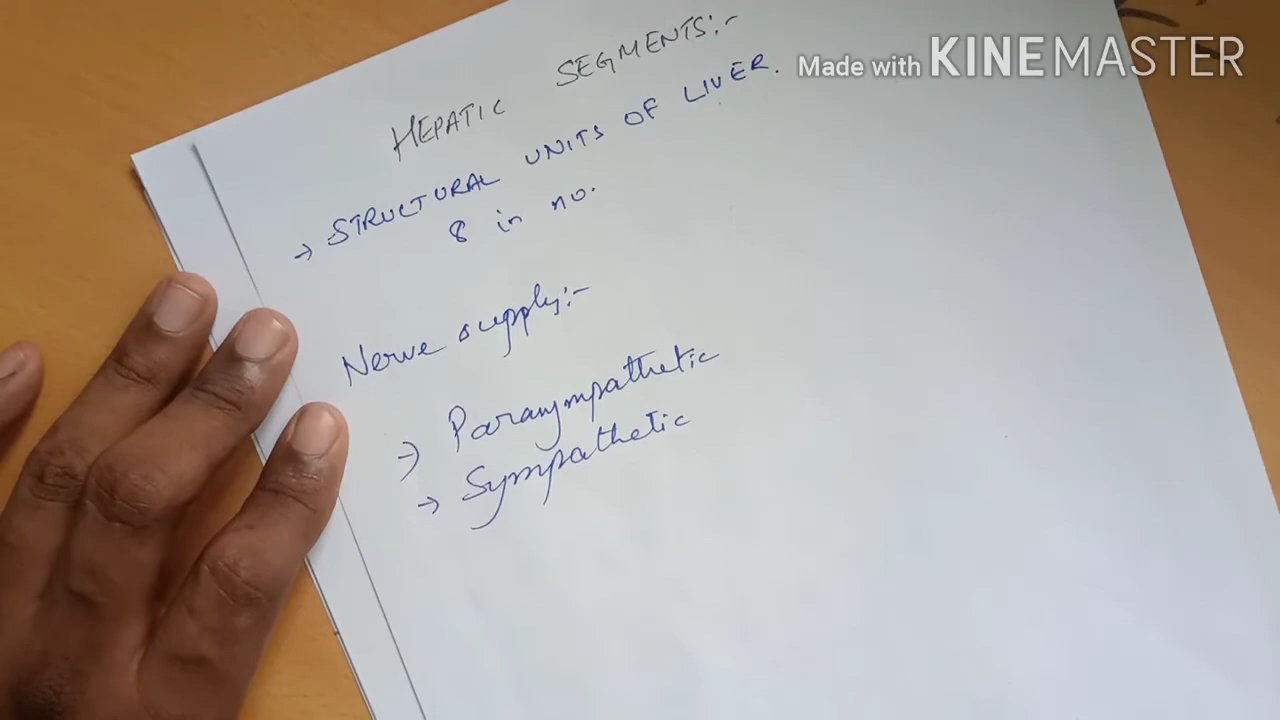 Made with KINEMASTER
HEPATIC SEGMENTS:-
→ STRUCTURAL UNITS OF LIVER.
8 in no.
Nerve supply:-
→ Parasympathetic
→ Sympathetic